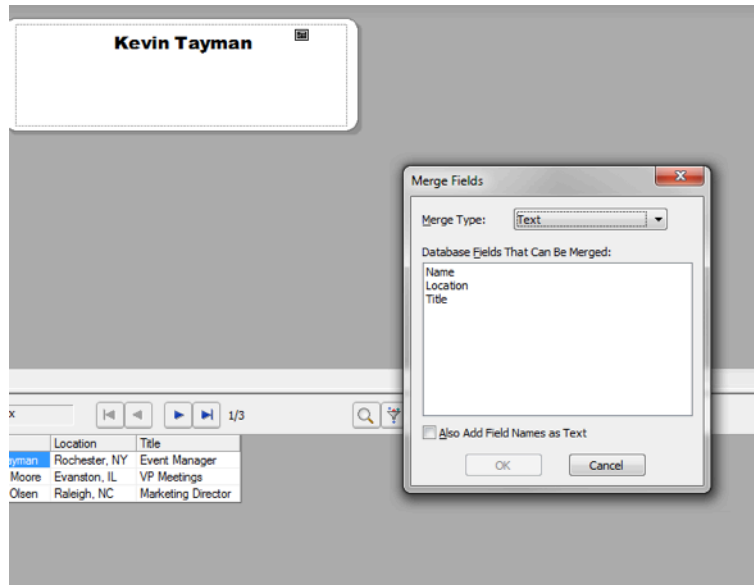 Kevin Tayman
Merge Fields
Merge Type: Text
Database Fields That Can Be Merged:
Name
Location
Title
Also Add Field Names as Text
OK Cancel
x 1/3
Location Title
ayman Rochester, NY Event Manager
Moore Evanston, IL VP Meetings
Olsen Raleigh, NC Marketing Director